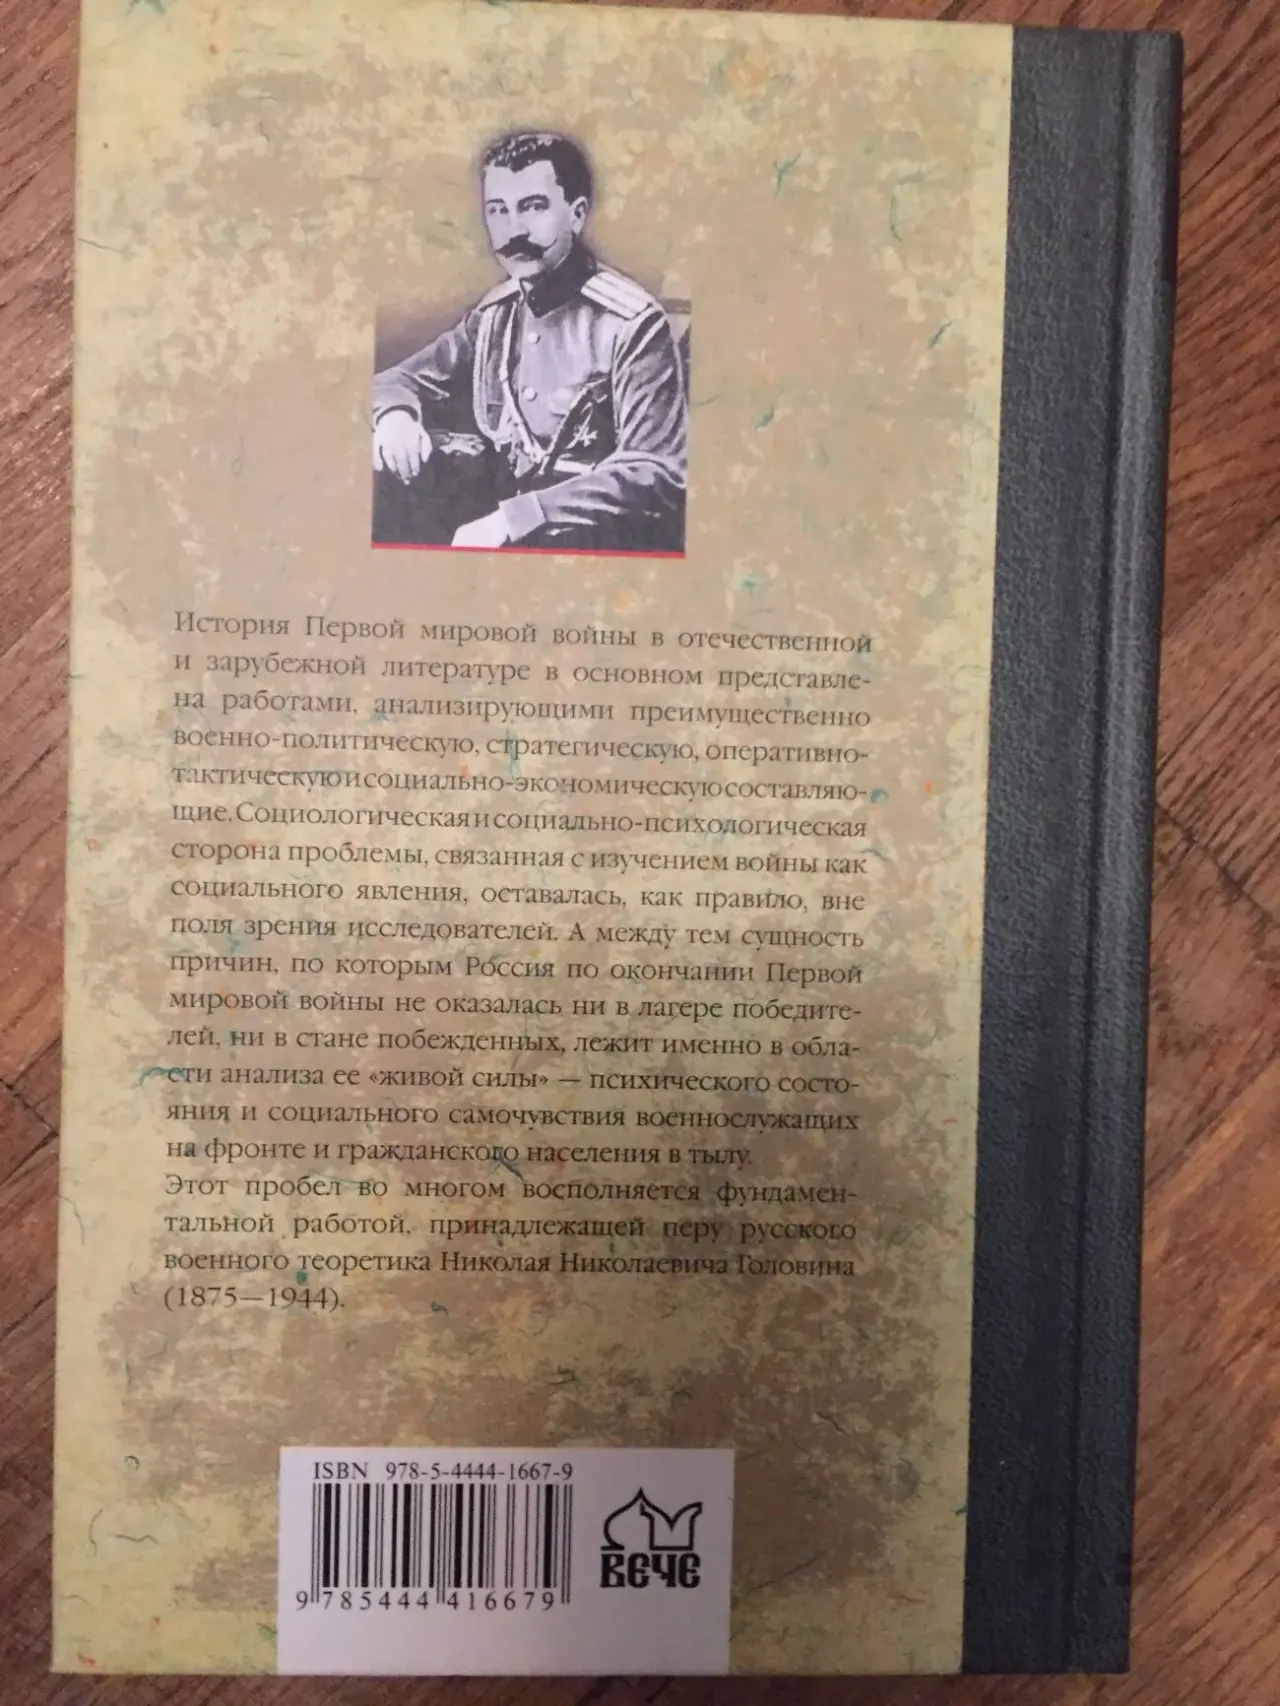 История Первой мировой войны в отечественной
и зарубежной литературе в основном представле-
на работами, анализирующими преимущественно
военно-политическую, стратегическую, оперативно-
тактическую и социально-экономическую составляю-
щие. Социологическая и социально-психологическая
сторона проблемы, связанная с изучением войны как
социального явления, оставалась, как правило, вне
поля зрения исследователей. А между тем сущность
причин, по которым Россия по окончании Первой
мировой войны не оказалась ни в лагере победите-
лей, ни в стане побежденных, лежит именно в обла-
сти анализа ее «живой силы» — психического состо-
яния и социального самочувствия военнослужащих
на фронте и гражданского населения в тылу.
Этот пробел во многом восполняется фундамен-
тальной работой, принадлежащей перу русского
военного теоретика Николая Николаевича Головина
(1875—1944).
ISBN 978-5-4444-1667-9
9 785444 416679
ВЕЧЕ